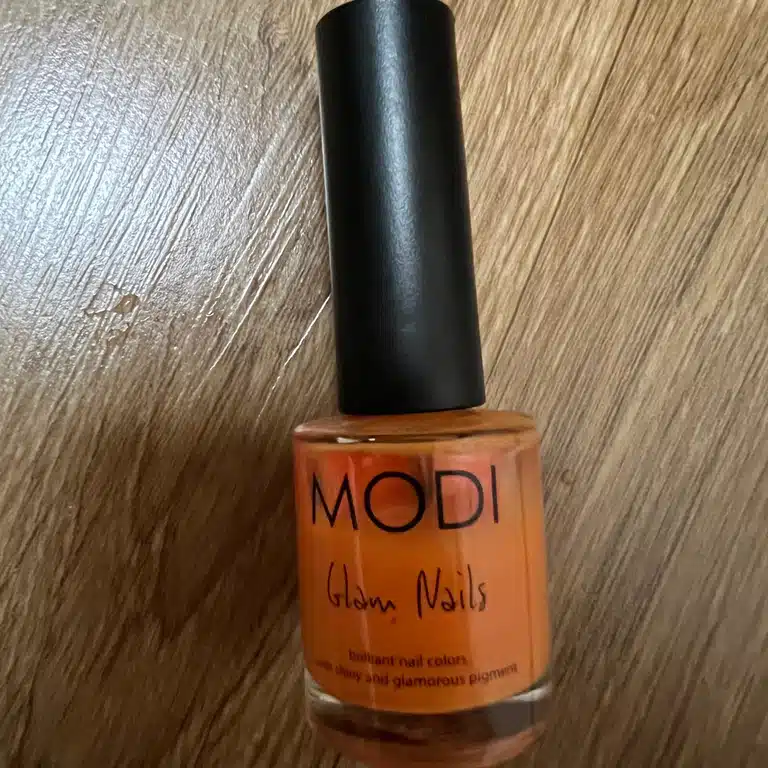 MODI
Glam Nails
brilliant nail colors
with shiny and glamorous pigment